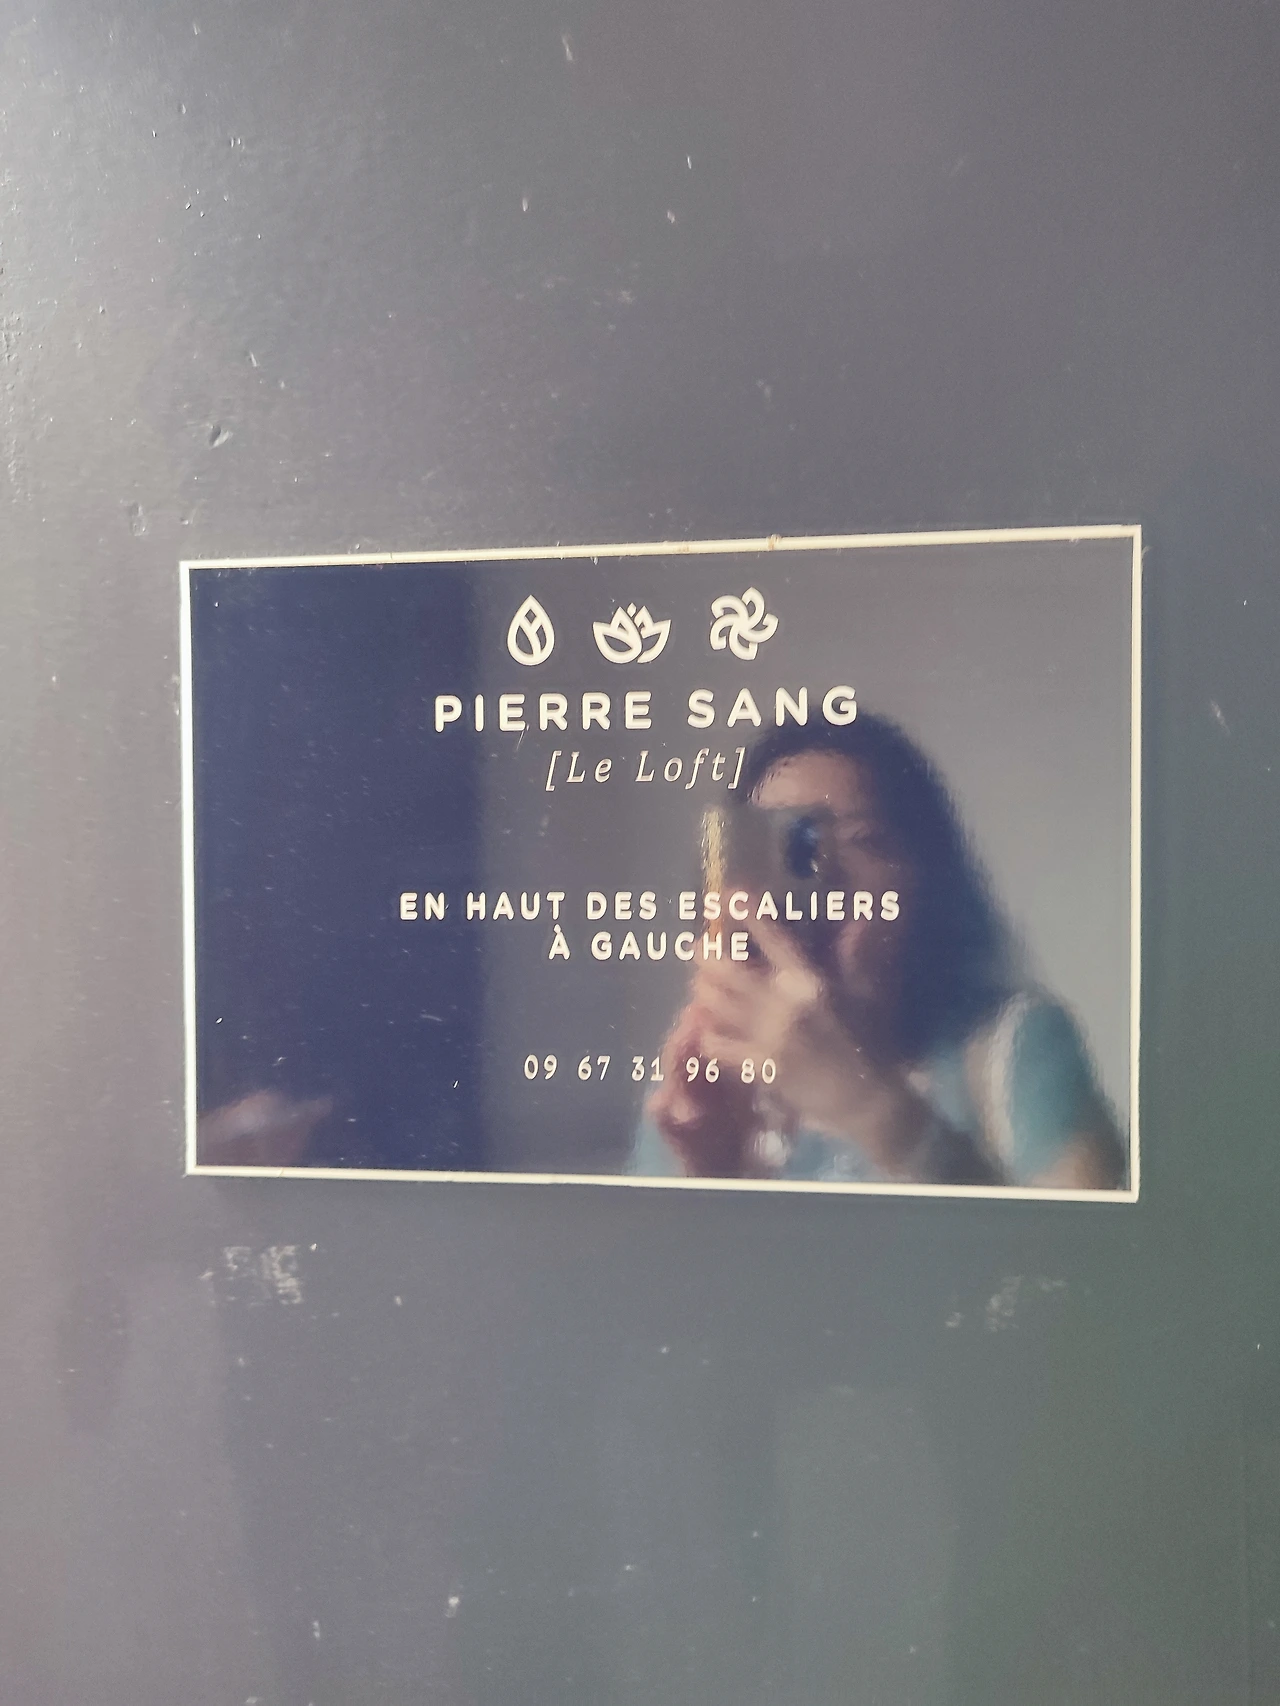 PIERRE SANG
[Le Loft]
EN HAUT DES ESCALIERS
À GAUCHE
09 67 31 96 80